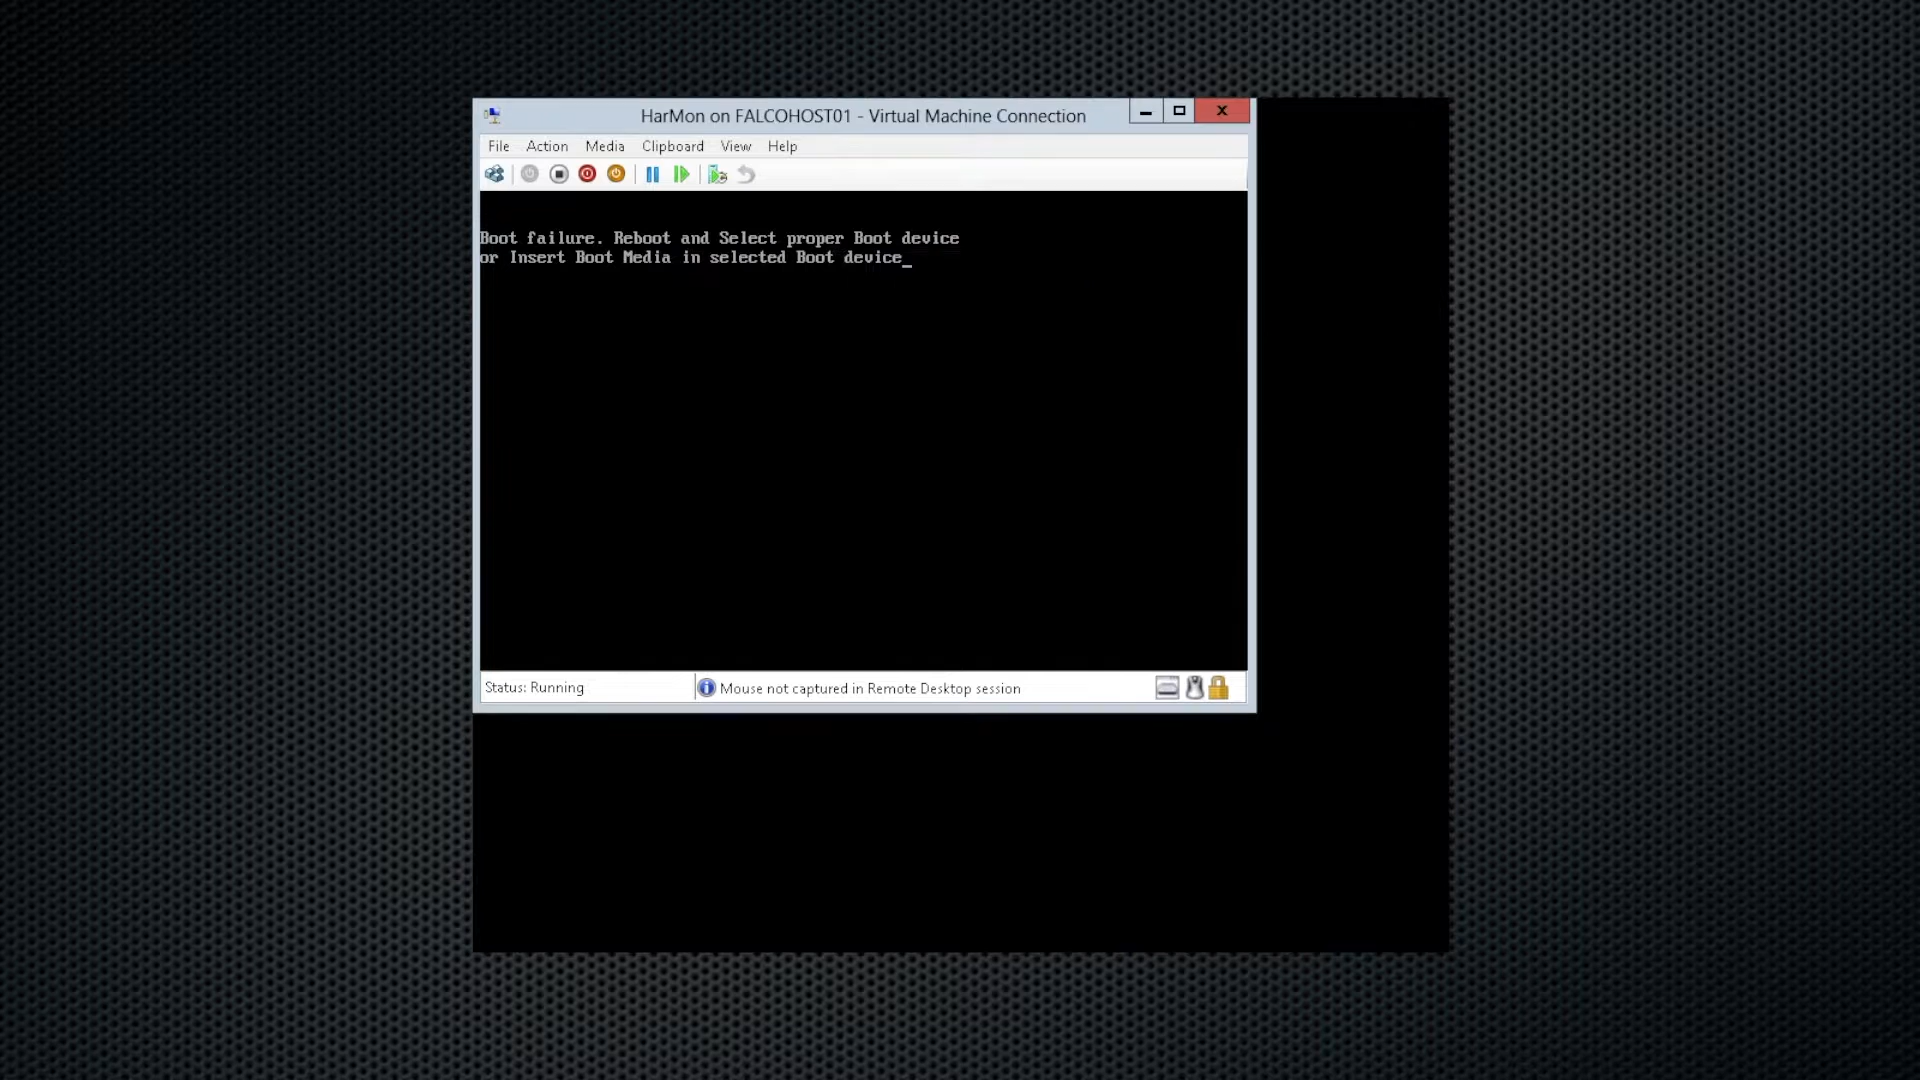 HarMon on FALCOHOST01 - Virtual Machine Connection
File Action Media Clipboard View Help
Boot failure. Reboot and Select proper Boot device
or Insert Boot Media in selected Boot device_
Status: Running
Mouse not captured in Remote Desktop session